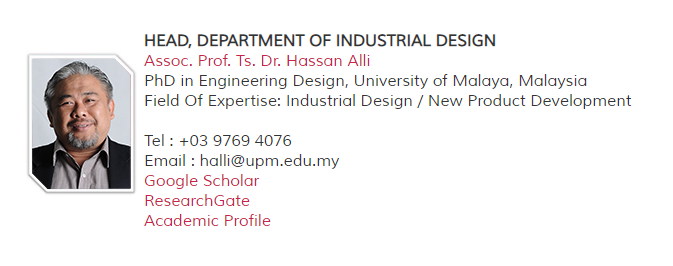 HEAD, DEPARTMENT OF INDUSTRIAL DESIGN
Assoc. Prof. Ts. Dr. Hassan Alli
PhD in Engineering Design, University of Malaya, Malaysia
Field Of Expertise: Industrial Design / New Product Development
Tel : +03 9769 4076
Email : halli@upm.edu.my
Google Scholar
ResearchGate
Academic Profile